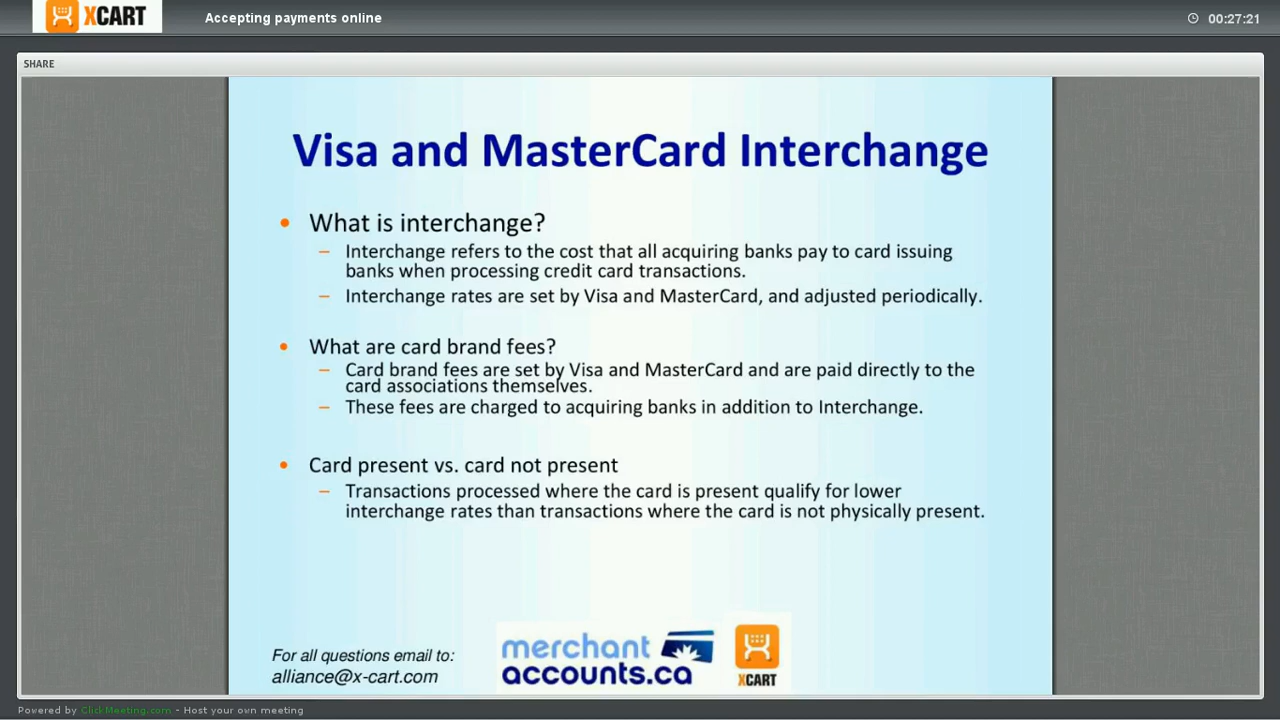 XCART
Accepting payments online
00:27:21
SHARE
Visa and MasterCard Interchange
• What is interchange?
– Interchange refers to the cost that all acquiring banks pay to card issuing
banks when processing credit card transactions.
– Interchange rates are set by Visa and MasterCard, and adjusted periodically.
• What are card brand fees?
– Card brand fees are set by Visa and MasterCard and are paid directly to the
card associations themselves.
– These fees are charged to acquiring banks in addition to Interchange.
• Card present vs. card not present
– Transactions processed where the card is present qualify for lower
interchange rates than transactions where the card is not physically present.
For all questions email to:
alliance@x-cart.com
merchant
accounts.ca
XCART
Powered by ClickMeeting.com - Host your own meeting